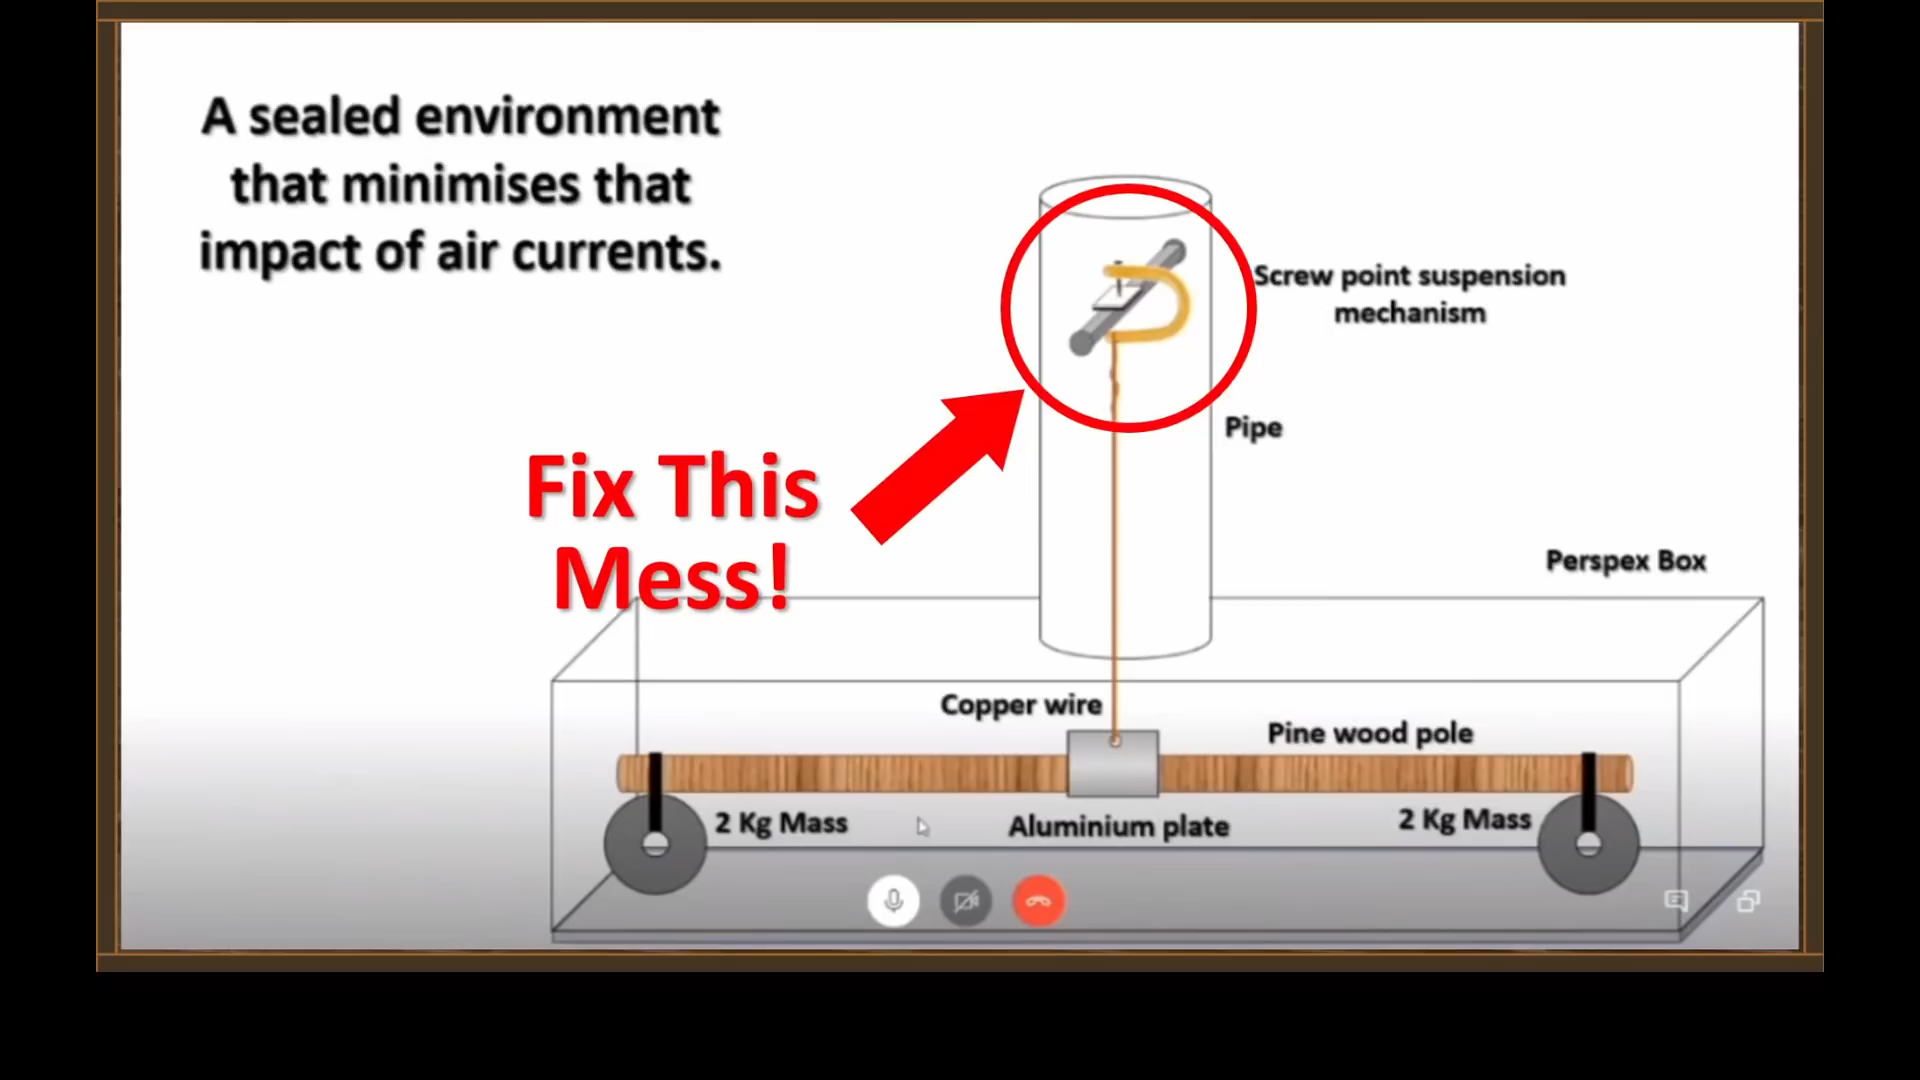 A sealed environment
that minimises that
impact of air currents.
Screw point suspension
mechanism
Pipe
Fix This
Mess!
Perspex Box
Copper wire
Pine wood pole
2 Kg Mass
Aluminium plate
2 Kg Mass